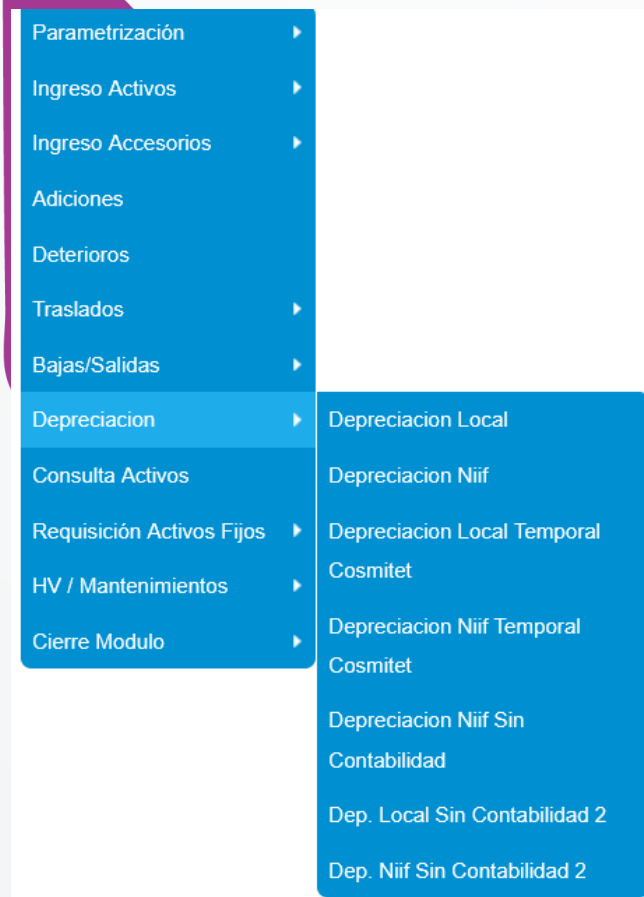 Parametrización
Ingreso Activos
Ingreso Accesorios
Adiciones
Deterioros
Traslados
Bajas/Salidas
Depreciacion
Consulta Activos
Requisición Activos Fijos
HV / Mantenimientos
Cierre Modulo
Depreciacion Local
Depreciacion Niif
Depreciacion Local Temporal
Cosmitet
Depreciacion Niif Temporal
Cosmitet
Depreciacion Niif Sin
Contabilidad
Dep. Local Sin Contabilidad 2
Dep. Niif Sin Contabilidad 2